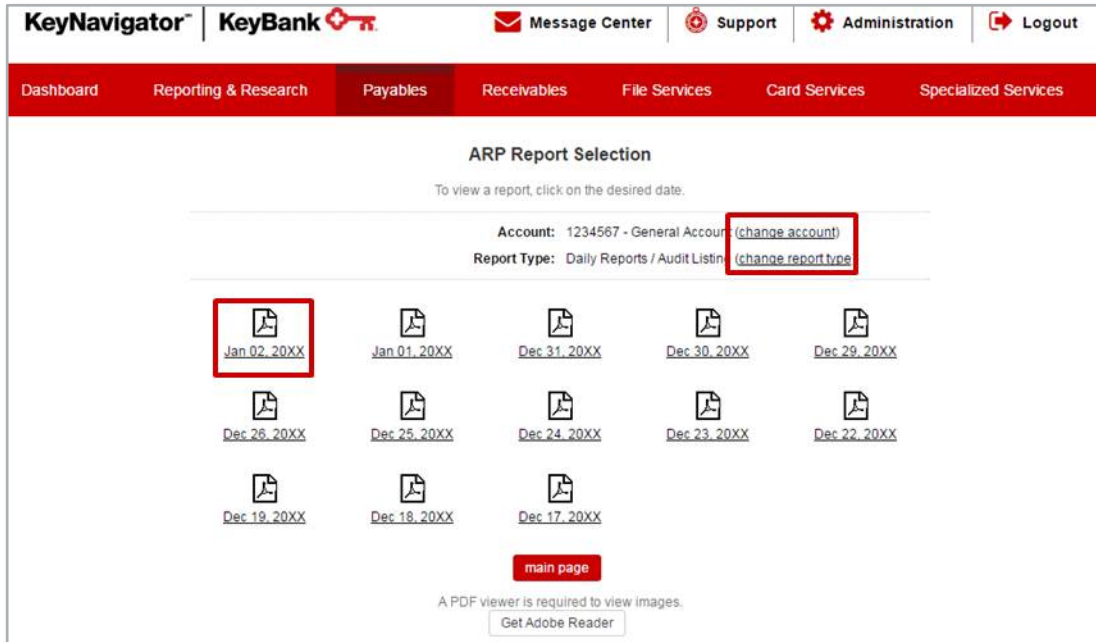 KeyNavigator℠ KeyBank Message Center Support Administration Logout
Dashboard Reporting & Research Payables Receivables File Services Card Services Specialized Services
ARP Report Selection
To view a report, click on the desired date.
Account: 1234567 - General Account (change account)
Report Type: Daily Reports / Audit Listing (change report type)
Jan 02, 20XX Jan 01, 20XX Dec 31, 20XX Dec 30, 20XX Dec 29, 20XX
Dec 26, 20XX Dec 25, 20XX Dec 24, 20XX Dec 23, 20XX Dec 22, 20XX
Dec 19, 20XX Dec 18, 20XX Dec 17, 20XX
main page
A PDF viewer is required to view images.
Get Adobe Reader